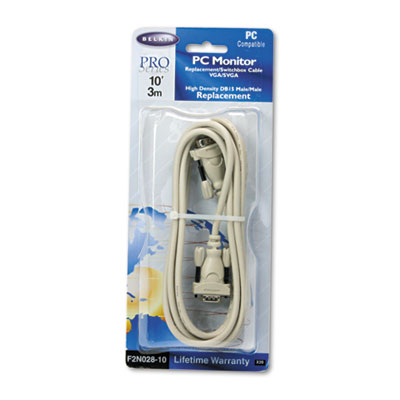 BELKIN
PC
Compatible
PRO
SERIES
10'
3m
PC Monitor
Replacement/Switchbox Cable
VGA/SVGA
High Density DB15 Male/Male
Replacement
F2N028-10
Lifetime Warranty